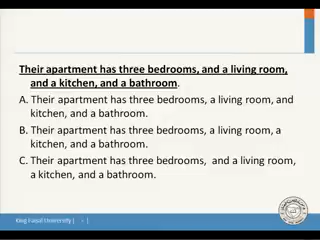 Their apartment has three bedrooms, and a living room,
and a kitchen, and a bathroom.
A. Their apartment has three bedrooms, a living room, and
kitchen, and a bathroom.
B. Their apartment has three bedrooms, a living room, a
kitchen, and a bathroom.
C. Their apartment has three bedrooms, and a living room,
a kitchen, and a bathroom.
King Faisal University |